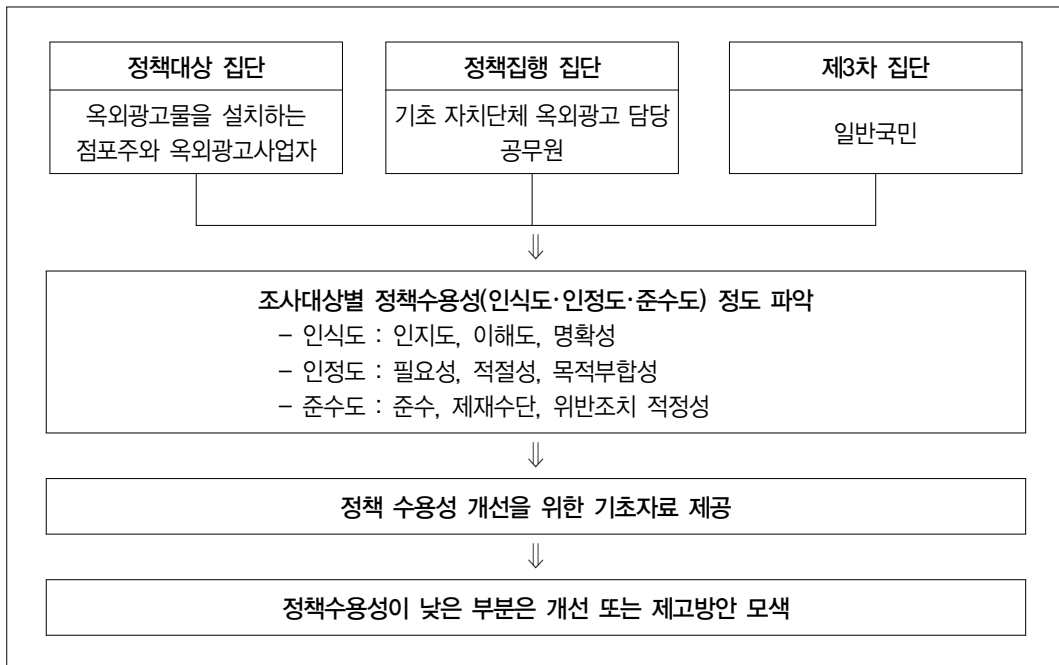 정책대상 집단
옥외광고물을 설치하는
점포주와 옥외광고사업자
정책집행 집단
기초 자치단체 옥외광고 담당
공무원
제3차 집단
일반국민
⇓
조사대상별 정책수용성(인식도·인정도·준수도) 정도 파악
– 인식도 : 인지도, 이해도, 명확성
– 인정도 : 필요성, 적절성, 목적부합성
– 준수도 : 준수, 제재수단, 위반조치 적정성
⇓
정책 수용성 개선을 위한 기초자료 제공
⇓
정책수용성이 낮은 부분은 개선 또는 제고방안 모색